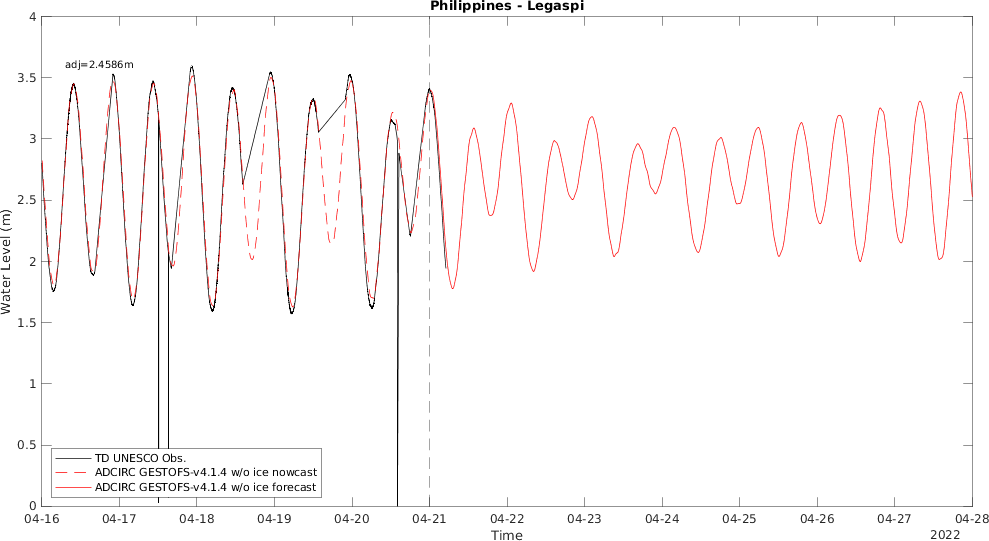 Philippines - Legaspi
4
3.5
3
2.5
2
1.5
1
0.5
0
Water Level (m)
adj=2.4586m
TD UNESCO Obs.
ADCIRC GESTOFS-v4.1.4 w/o ice nowcast
ADCIRC GESTOFS-v4.1.4 w/o ice forecast
04-16 04-17 04-18 04-19 04-20 04-21 04-22 04-23 04-24 04-25 04-26 04-27 04-28
Time
2022